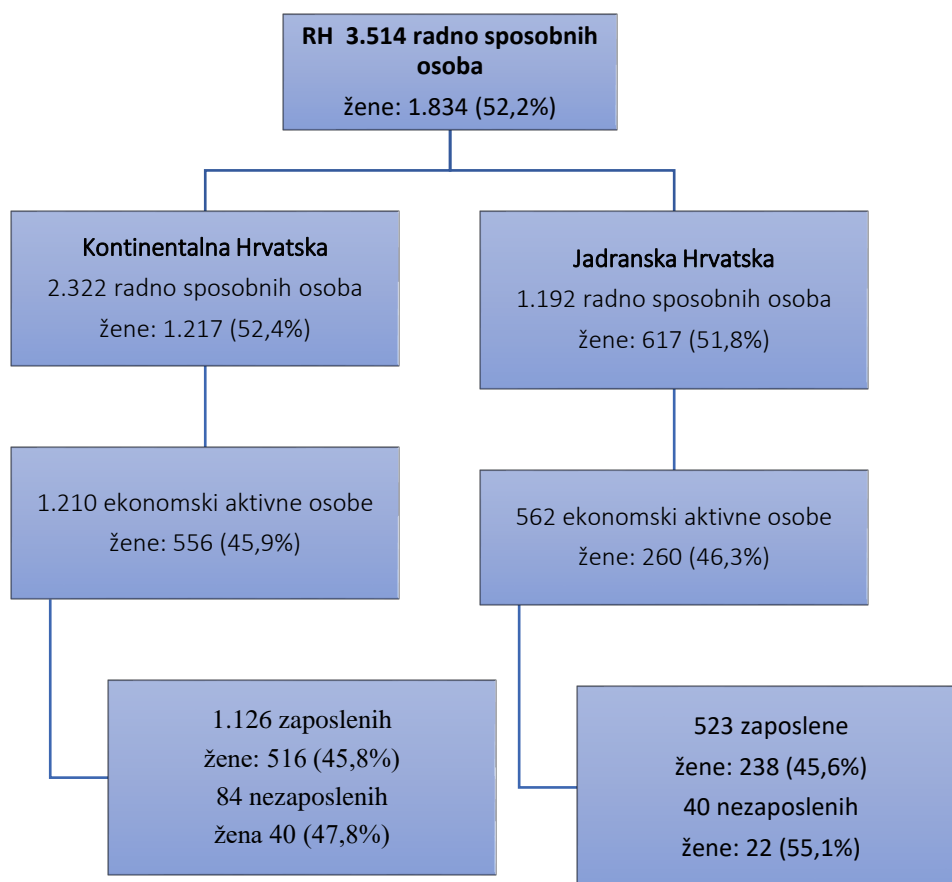 RH 3.514 radno sposobnih
osoba
žene: 1.834 (52,2%)
Kontinentalna Hrvatska
2.322 radno sposobnih osoba
žene: 1.217 (52,4%)
Jadranska Hrvatska
1.192 radno sposobnih osoba
žene: 617 (51,8%)
1.210 ekonomski aktivne osobe
žene: 556 (45,9%)
562 ekonomski aktivne osobe
žene: 260 (46,3%)
1.126 zaposlenih
žene: 516 (45,8%)
84 nezaposlenih
žena 40 (47,8%)
523 zaposlene
žene: 238 (45,6%)
40 nezaposlenih
žene: 22 (55,1%)